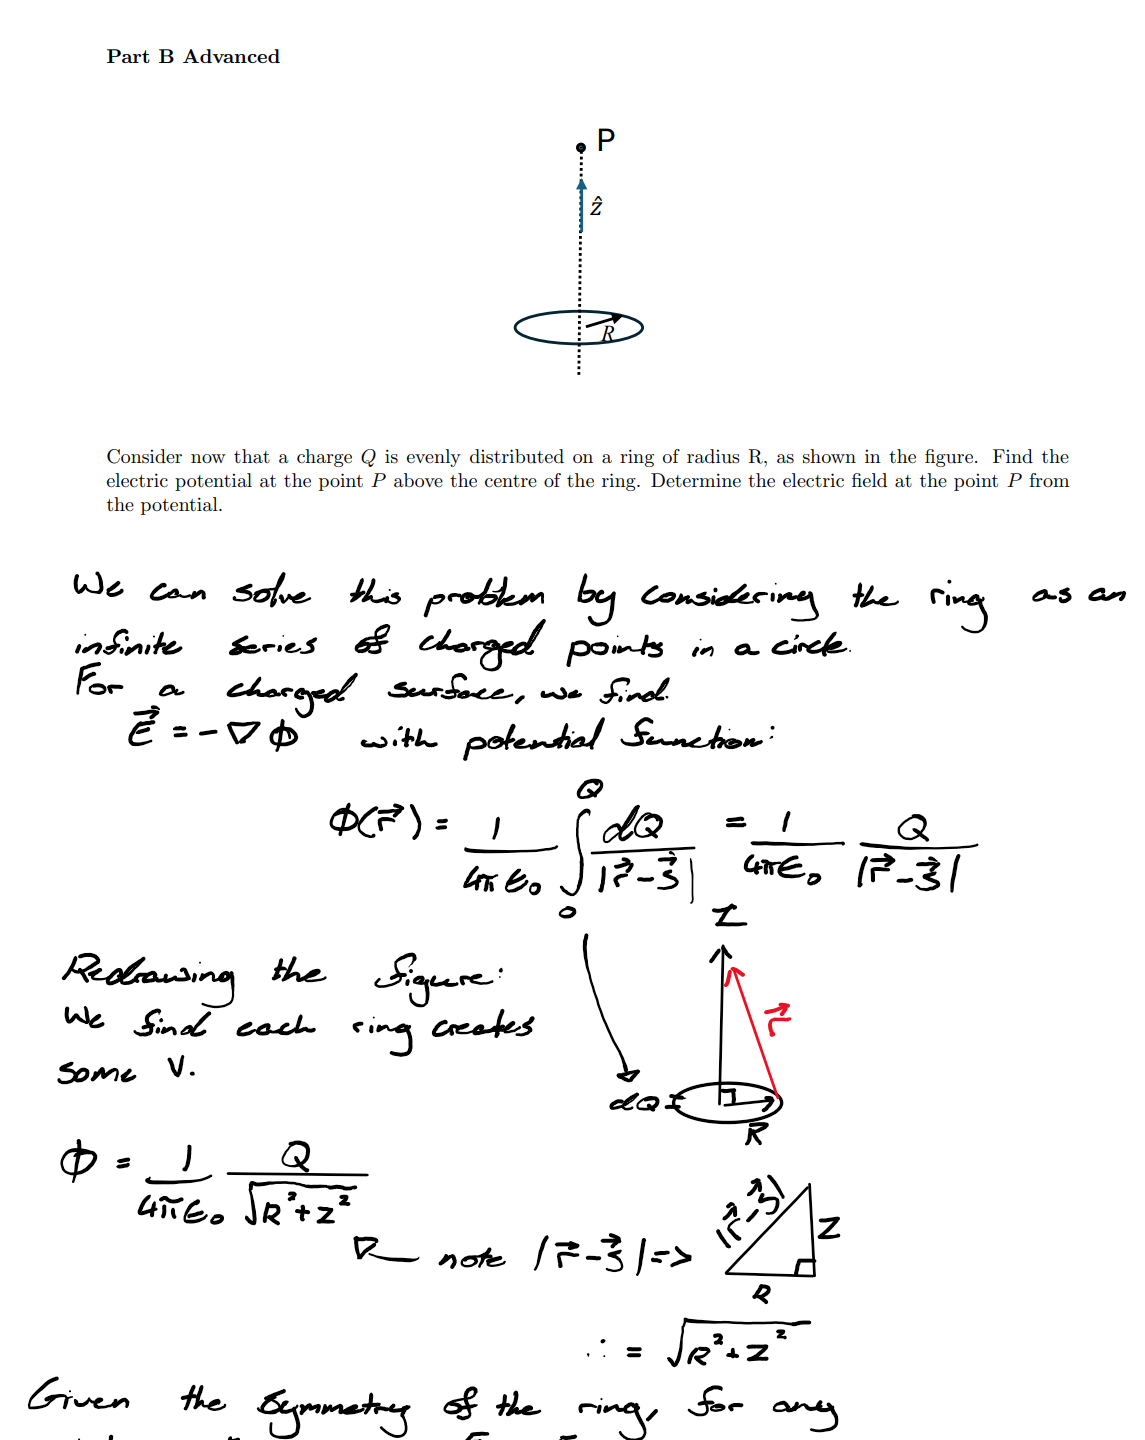 Part B Advanced
P
ẑ
R
Consider now that a charge Q is evenly distributed on a ring of radius R, as shown in the figure. Find the
electric potential at the point P above the centre of the ring. Determine the electric field at the point P from
the potential.
We can solve this problem by considering the ring as an
infinite series of charged points in a circle.
For a charged surface, we find.
E⃗ = -∇ϕ with potential function:
ϕ(r⃗) = 1/4πε₀ ∫₀^Q dQ/|r⃗-s⃗| = 1/4πε₀ Q/|r⃗-s⃗|
Redrawing the figure:
We find each ring creates
some V.
Z
r⃗
dQ
R
ϕ = 1/4πε₀ Q/√(R²+z²)
note |r⃗-s⃗| =>
|r⃗-s⃗|
Z
R
∴ = √(R²+z²)
Given the symmetry of the ring, for any